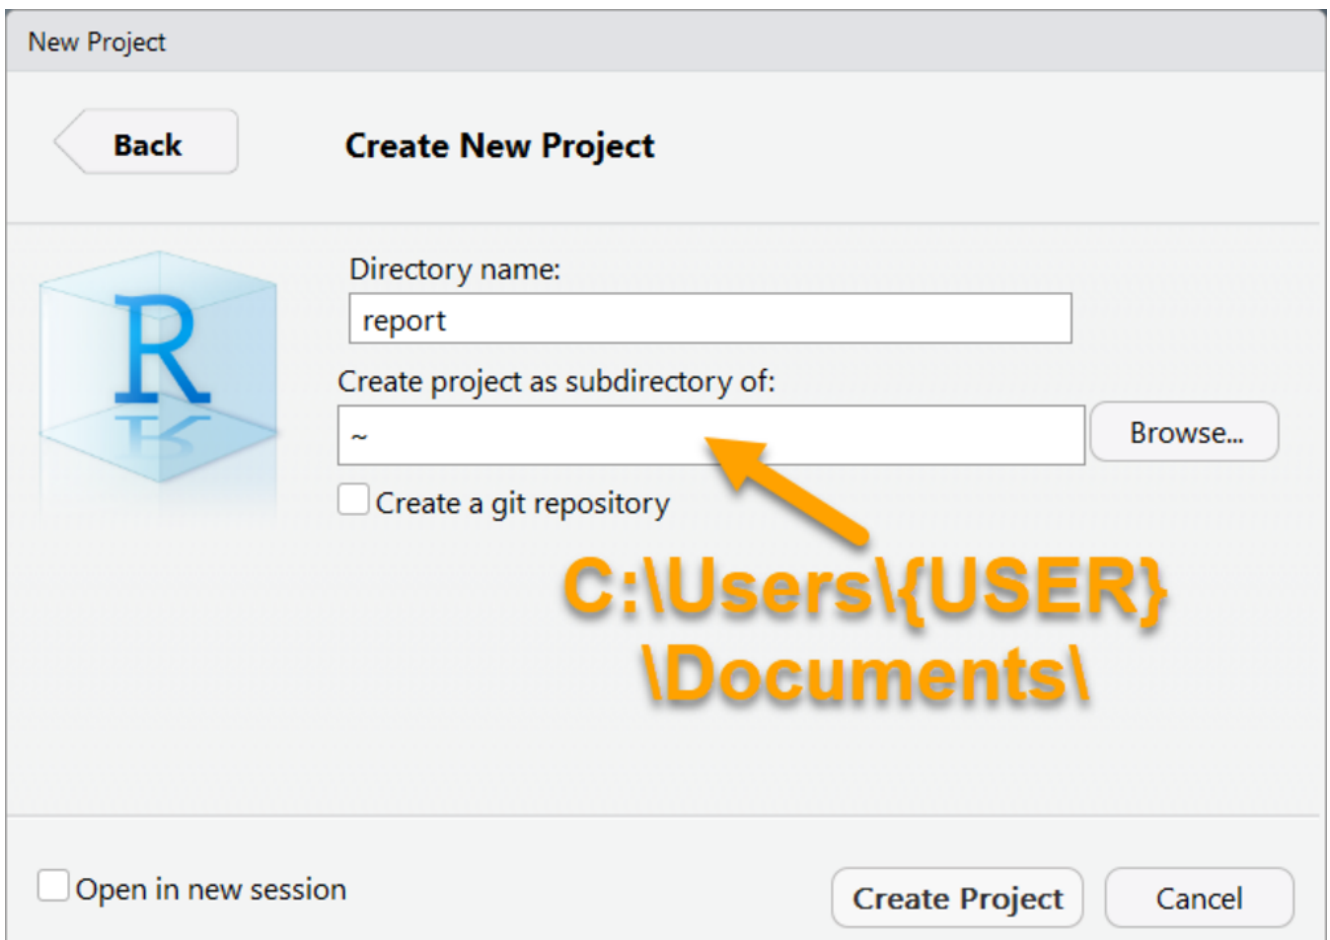 New Project
Back
Create New Project
R
Directory name:
report
Create project as subdirectory of:
~
Browse...
Create a git repository
C:\Users\{USER}
\Documents\
Open in new session
Create Project
Cancel